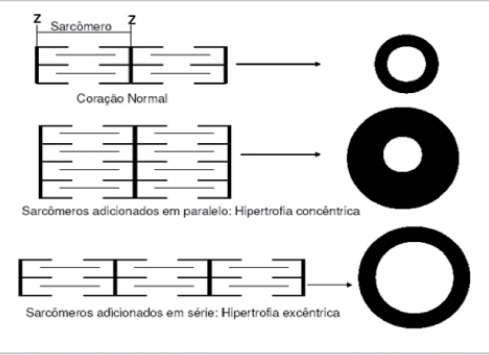 Z Z
Sarcômero
Coração Normal
Sarcômeros adicionados em paralelo: Hipertrofia concêntrica
Sarcômeros adicionados em série: Hipertrofia excêntrica